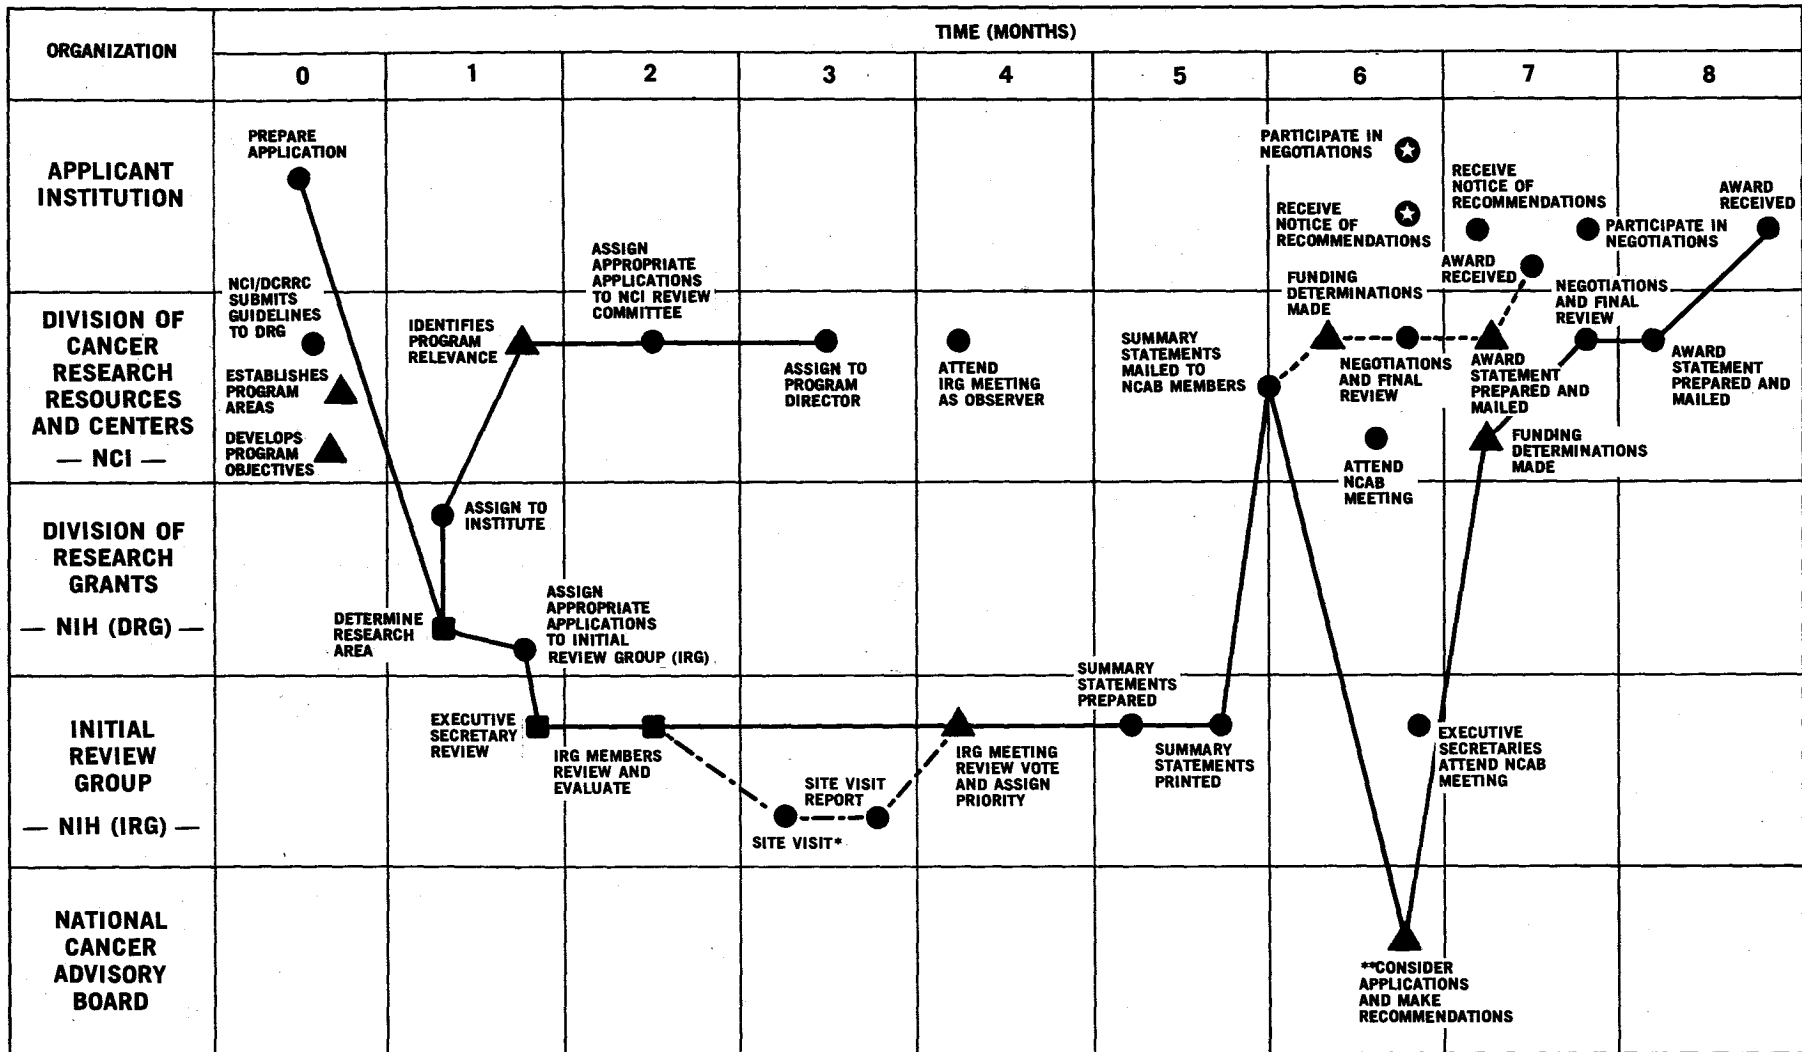 ORGANIZATION
TIME (MONTHS)
0 1 2 3 4 5 6 7 8
APPLICANT
INSTITUTION
PREPARE
APPLICATION
PARTICIPATE IN
NEGOTIATIONS
RECEIVE
NOTICE OF
RECOMMENDATIONS
RECEIVE
NOTICE OF
RECOMMENDATIONS
AWARD
RECEIVED
PARTICIPATE IN
NEGOTIATIONS
AWARD
RECEIVED
DIVISION OF
CANCER
RESEARCH
RESOURCES
AND CENTERS
— NCI —
NCI/DCRRC
SUBMITS
GUIDELINES
TO DRG
ESTABLISHES
PROGRAM
AREAS
DEVELOPS
PROGRAM
OBJECTIVES
IDENTIFIES
PROGRAM
RELEVANCE
ASSIGN
APPROPRIATE
APPLICATIONS
TO NCI REVIEW
COMMITTEE
ASSIGN TO
PROGRAM
DIRECTOR
ATTEND
IRG MEETING
AS OBSERVER
SUMMARY
STATEMENTS
MAILED TO
NCAB MEMBERS
FUNDING
DETERMINATIONS
MADE
NEGOTIATIONS
AND FINAL
REVIEW
ATTEND
NCAB
MEETING
AWARD
STATEMENT
PREPARED AND
MAILED
FUNDING
DETERMINATIONS
MADE
NEGOTIATIONS
AND FINAL
REVIEW
AWARD
STATEMENT
PREPARED AND
MAILED
DIVISION OF
RESEARCH
GRANTS
— NIH (DRG) —
ASSIGN TO
INSTITUTE
DETERMINE
RESEARCH
AREA
ASSIGN
APPROPRIATE
APPLICATIONS
TO INITIAL
REVIEW GROUP (IRG)
INITIAL
REVIEW
GROUP
— NIH (IRG) —
EXECUTIVE
SECRETARY
REVIEW
IRG MEMBERS
REVIEW AND
EVALUATE
SITE VISIT*
SITE VISIT
REPORT
IRG MEETING
REVIEW VOTE
AND ASSIGN
PRIORITY
SUMMARY
STATEMENTS
PREPARED
SUMMARY
STATEMENTS
PRINTED
EXECUTIVE
SECRETARIES
ATTEND NCAB
MEETING
NATIONAL
CANCER
ADVISORY
BOARD
**CONSIDER
APPLICATIONS
AND MAKE
RECOMMENDATIONS